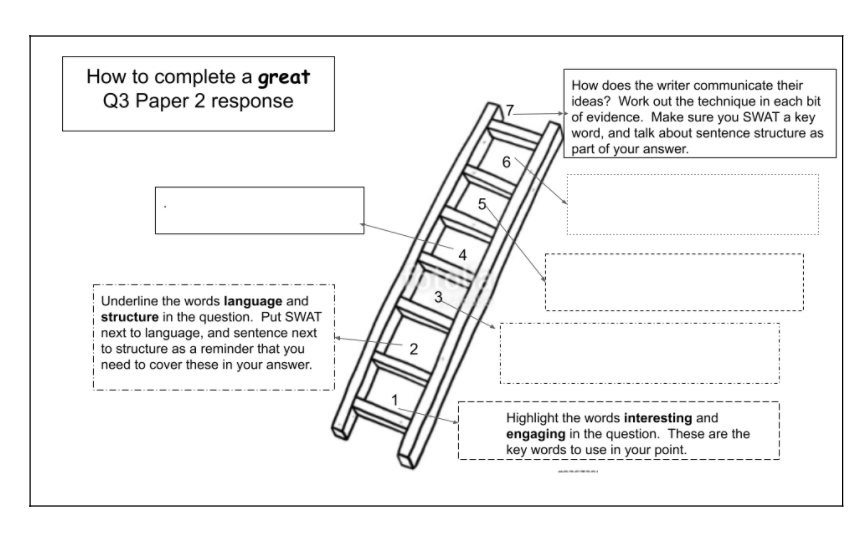 How to complete a great
Q3 Paper 2 response
7
How does the writer communicate their
ideas?  Work out the technique in each bit
of evidence.  Make sure you SWAT a key
word, and talk about sentence structure as
part of your answer.
6
5
.
4
3
Underline the words language and
structure in the question.  Put SWAT
next to language, and sentence next
to structure as a reminder that you
need to cover these in your answer.
2
1
Highlight the words interesting and
engaging in the question.  These are the
key words to use in your point.